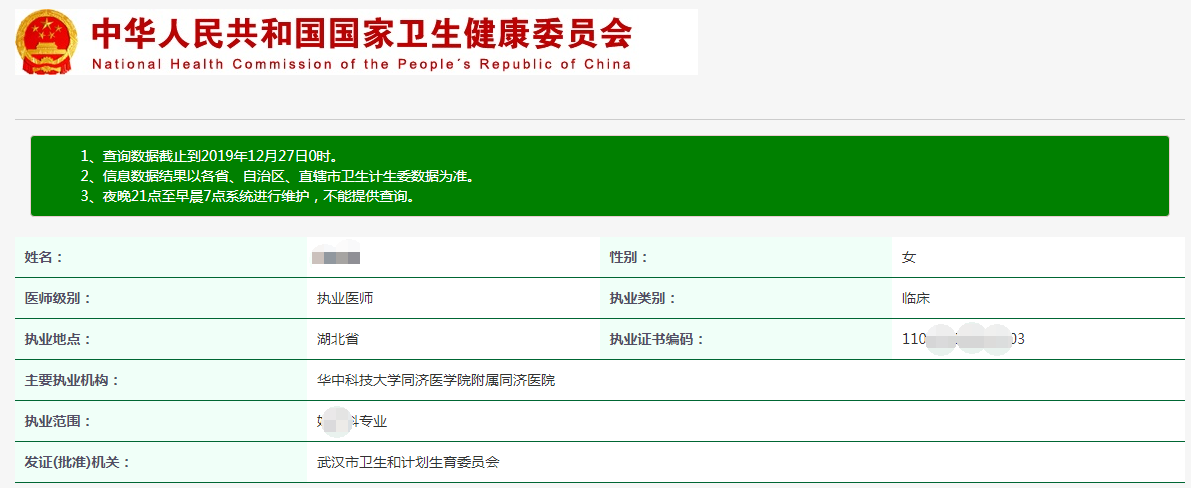 中华人民共和国国家卫生健康委员会
National Health Commission of the People´s Republic of China
1、查询数据截止到2019年12月27日0时。
2、信息数据结果以各省、自治区、直辖市卫生计生委数据为准。
3、夜晚21点至早晨7点系统进行维护，不能提供查询。
姓名： 性别： 女
医师级别： 执业医师 执业类别： 临床
执业地点： 湖北省 执业证书编码： 110 03
主要执业机构： 华中科技大学同济医学院附属同济医院
执业范围： 科专业
发证(批准)机关： 武汉市卫生和计划生育委员会